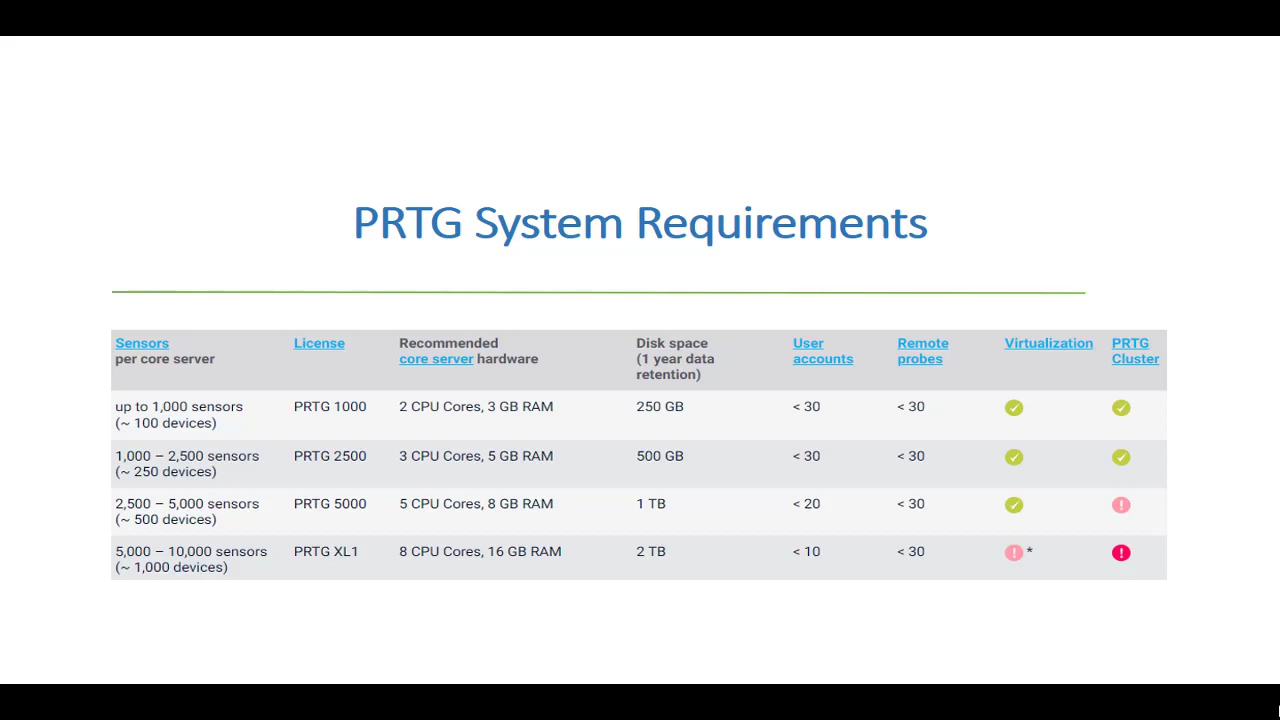 PRTG System Requirements
Sensors per core server License Recommended core server hardware Disk space (1 year data retention) User accounts Remote probes Virtualization PRTG Cluster
up to 1,000 sensors (~ 100 devices) PRTG 1000 2 CPU Cores, 3 GB RAM 250 GB < 30 < 30
1,000 – 2,500 sensors (~ 250 devices) PRTG 2500 3 CPU Cores, 5 GB RAM 500 GB < 30 < 30
2,500 – 5,000 sensors (~ 500 devices) PRTG 5000 5 CPU Cores, 8 GB RAM 1 TB < 20 < 30 !
5,000 – 10,000 sensors (~ 1,000 devices) PRTG XL1 8 CPU Cores, 16 GB RAM 2 TB < 10 < 30 ! * !